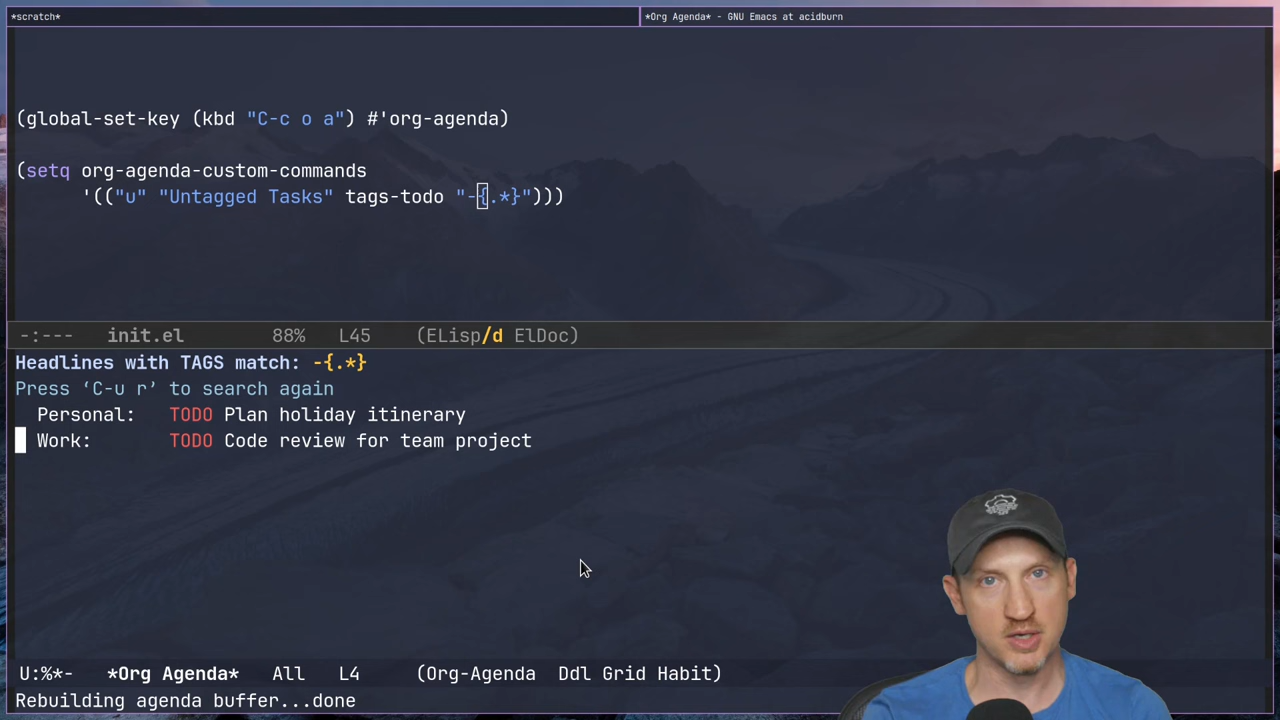 *scratch*
*Org Agenda* - GNU Emacs at acidburn
(global-set-key (kbd "C-c o a") #'org-agenda)
(setq org-agenda-custom-commands
'(("u" "Untagged Tasks" tags-todo "-{.*}")))
-:--- init.el 88% L45 (ELisp/d ElDoc)
Headlines with TAGS match: -{.*}
Press ‘C-u r’ to search again
Personal: TODO Plan holiday itinerary
Work: TODO Code review for team project
U:%*- *Org Agenda* All L4 (Org-Agenda Ddl Grid Habit)
Rebuilding agenda buffer...done